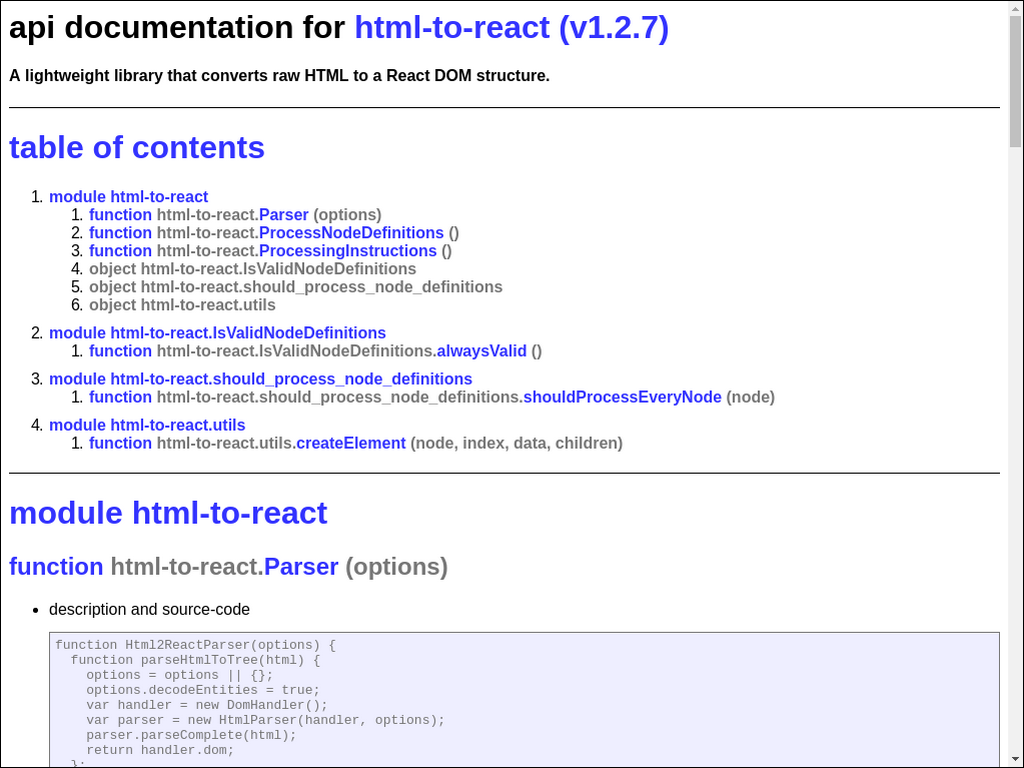 api documentation for html-to-react (v1.2.7)
A lightweight library that converts raw HTML to a React DOM structure.
table of contents
1. module html-to-react
1. function html-to-react.Parser (options)
2. function html-to-react.ProcessNodeDefinitions ()
3. function html-to-react.ProcessingInstructions ()
4. object html-to-react.IsValidNodeDefinitions
5. object html-to-react.should_process_node_definitions
6. object html-to-react.utils
2. module html-to-react.IsValidNodeDefinitions
1. function html-to-react.IsValidNodeDefinitions.alwaysValid ()
3. module html-to-react.should_process_node_definitions
1. function html-to-react.should_process_node_definitions.shouldProcessEveryNode (node)
4. module html-to-react.utils
1. function html-to-react.utils.createElement (node, index, data, children)
module html-to-react
function html-to-react.Parser (options)
• description and source-code
function Html2ReactParser(options) {
  function parseHtmlToTree(html) {
    options = options || {};
    options.decodeEntities = true;
    var handler = new DomHandler();
    var parser = new HtmlParser(handler, options);
    parser.parseComplete(html);
    return handler.dom;
  };